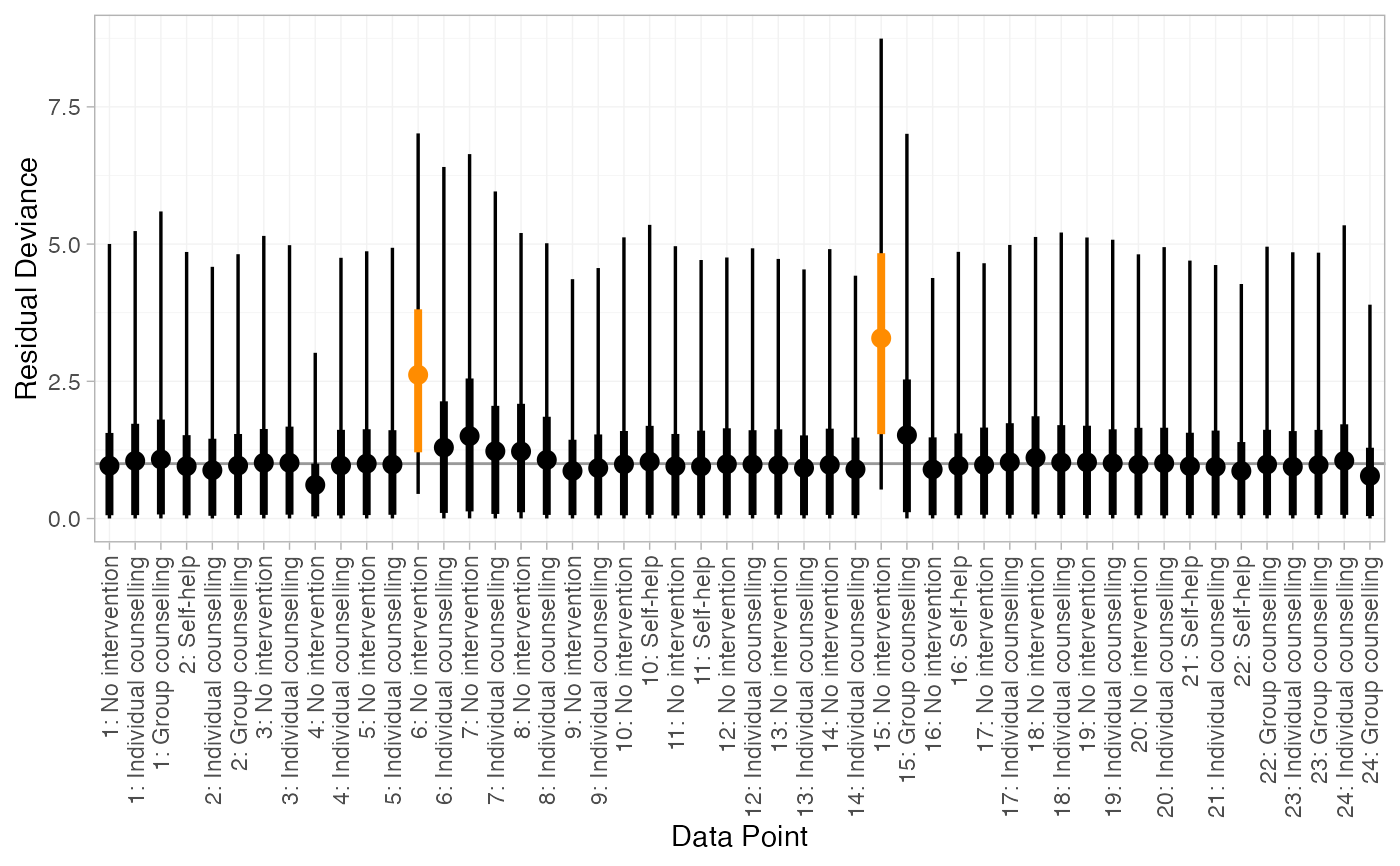 Residual Deviance
7.5
5.0
2.5
0.0
1: No intervention
1: Individual counselling
1: Group counselling
2: Self-help
2: Individual counselling
2: Group counselling
3: No intervention
3: Individual counselling
4: No intervention
4: Individual counselling
5: No intervention
5: Individual counselling
6: No intervention
6: Individual counselling
7: No intervention
7: Individual counselling
8: No intervention
8: Individual counselling
9: No intervention
9: Individual counselling
10: No intervention
10: Self-help
11: No intervention
11: Self-help
12: No intervention
12: Individual counselling
13: No intervention
13: Individual counselling
14: No intervention
14: Individual counselling
15: No intervention
15: Group counselling
16: No intervention
16: Self-help
17: No intervention
17: Individual counselling
18: No intervention
18: Individual counselling
19: No intervention
19: Individual counselling
20: No intervention
20: Individual counselling
21: Self-help
21: Individual counselling
22: Self-help
22: Group counselling
23: Individual counselling
23: Group counselling
24: Individual counselling
24: Group counselling
Data Point